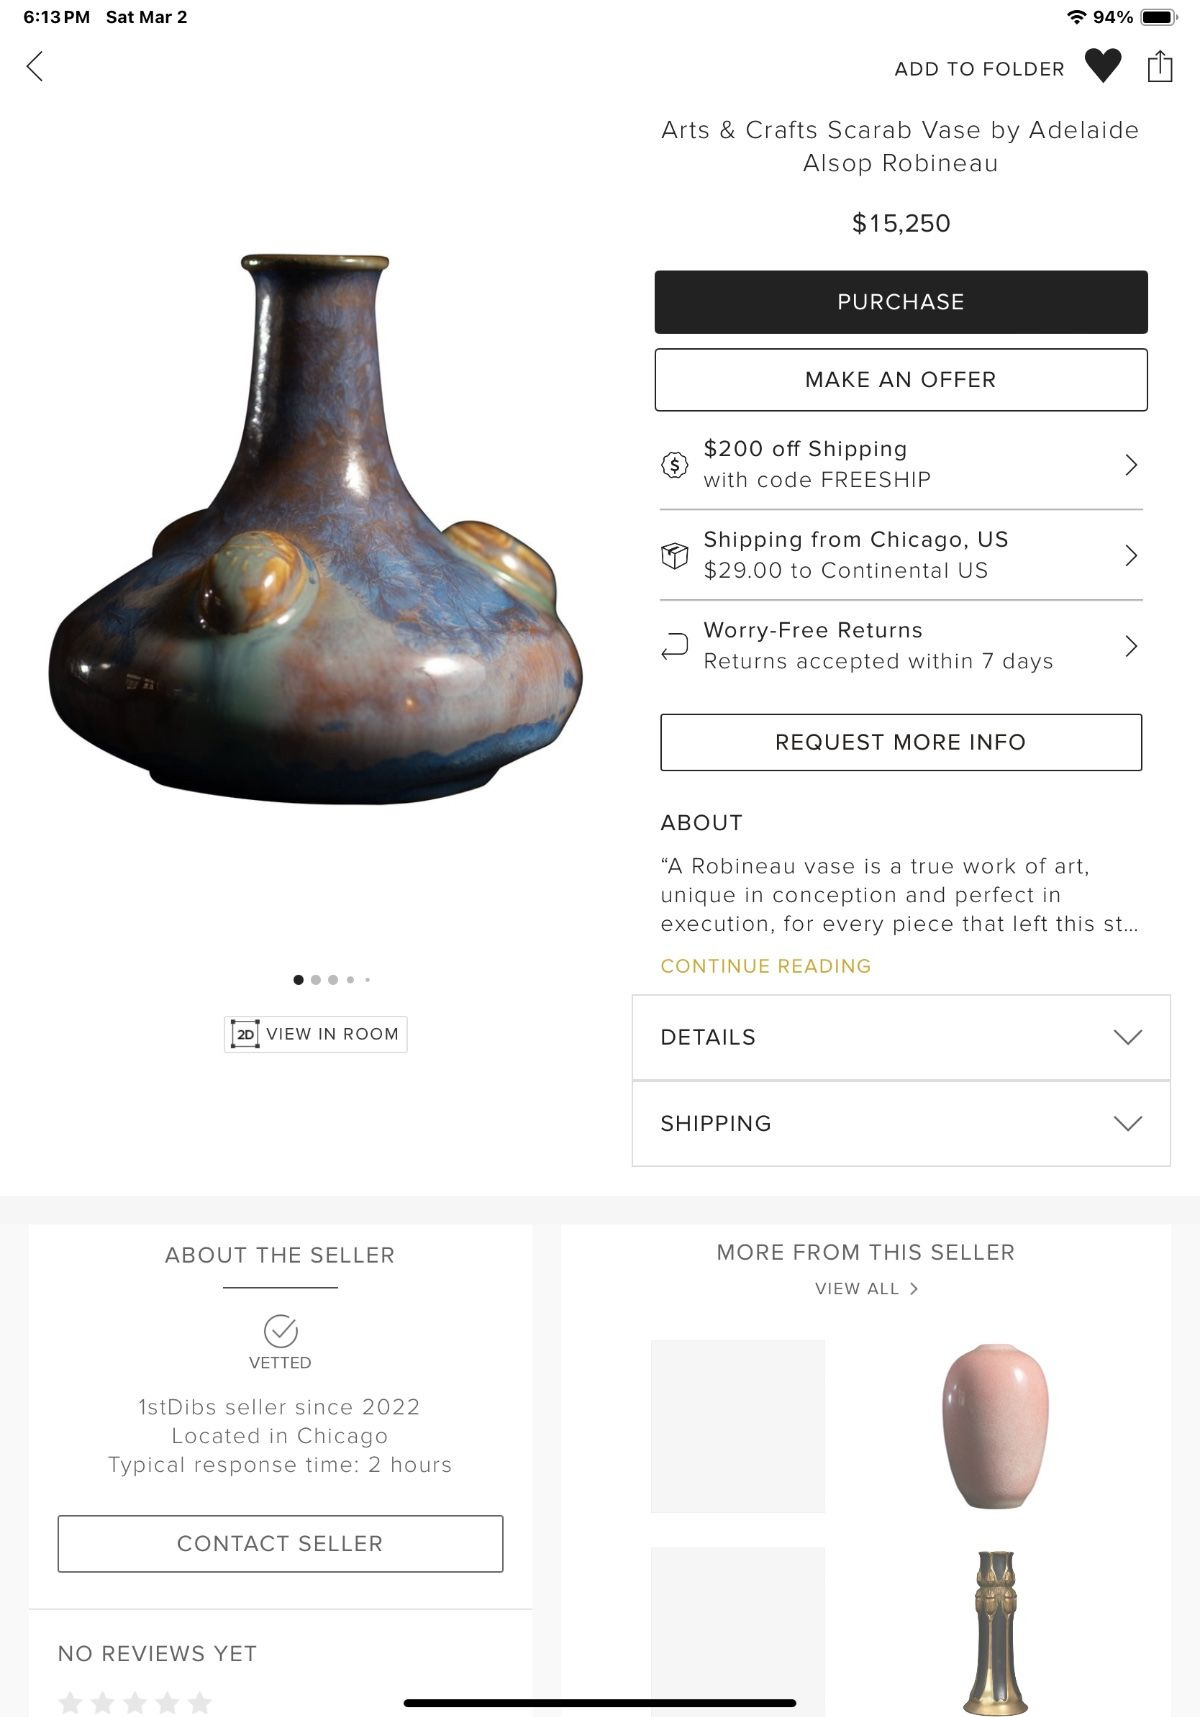 6:13 PM Sat Mar 2
94%
ADD TO FOLDER
Arts & Crafts Scarab Vase by Adelaide
Alsop Robineau
$15,250
PURCHASE
MAKE AN OFFER
$200 off Shipping
with code FREESHIP
Shipping from Chicago, US
$29.00 to Continental US
Worry-Free Returns
Returns accepted within 7 days
REQUEST MORE INFO
ABOUT
“A Robineau vase is a true work of art,
unique in conception and perfect in
execution, for every piece that left this st...
CONTINUE READING
2D VIEW IN ROOM
DETAILS
SHIPPING
ABOUT THE SELLER
VETTED
1stDibs seller since 2022
Located in Chicago
Typical response time: 2 hours
CONTACT SELLER
NO REVIEWS YET
MORE FROM THIS SELLER
VIEW ALL >